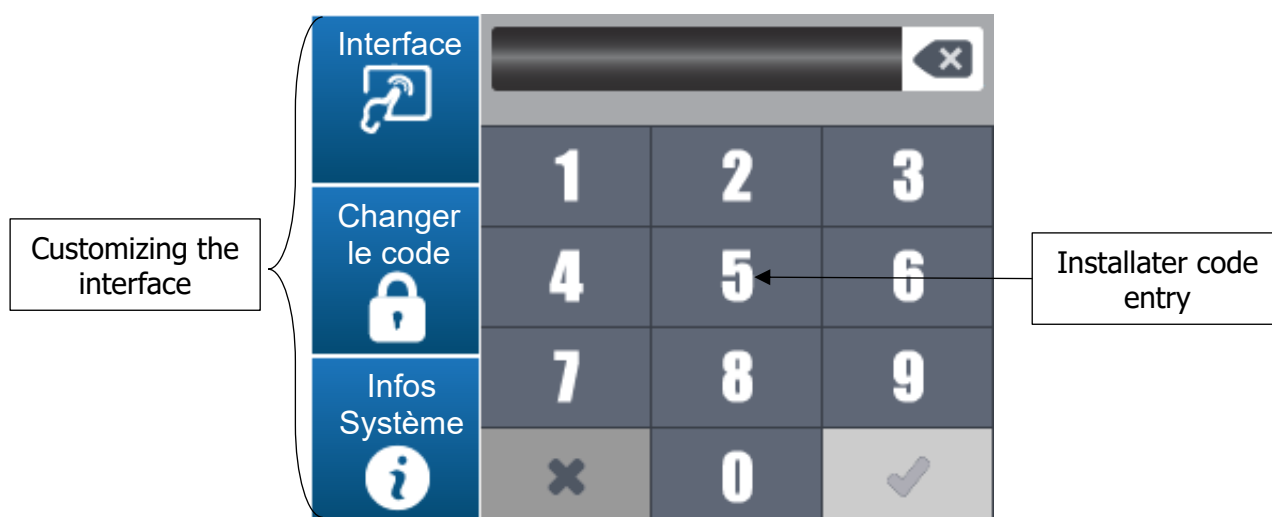 Customizing the
interface
Interface
Changer
le code
Infos
Système
i
1 2 3
4 5 6
7 8 9
0
Installater code
entry